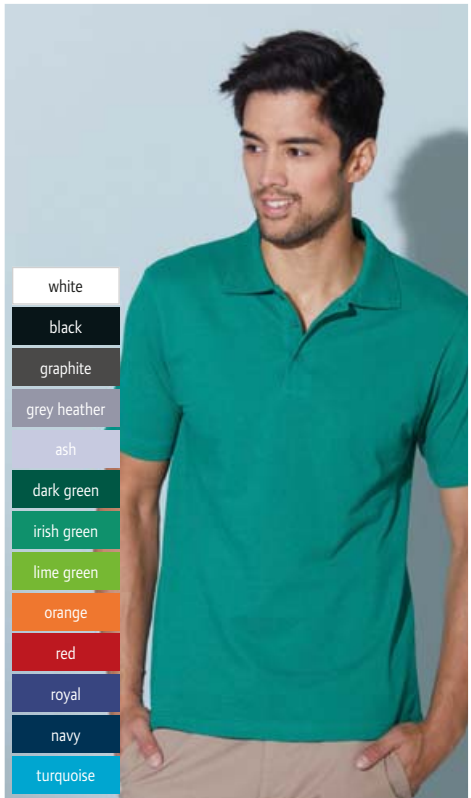 white
black
graphite
grey heather
ash
dark green
irish green
lime green
orange
red
royal
navy
turquoise